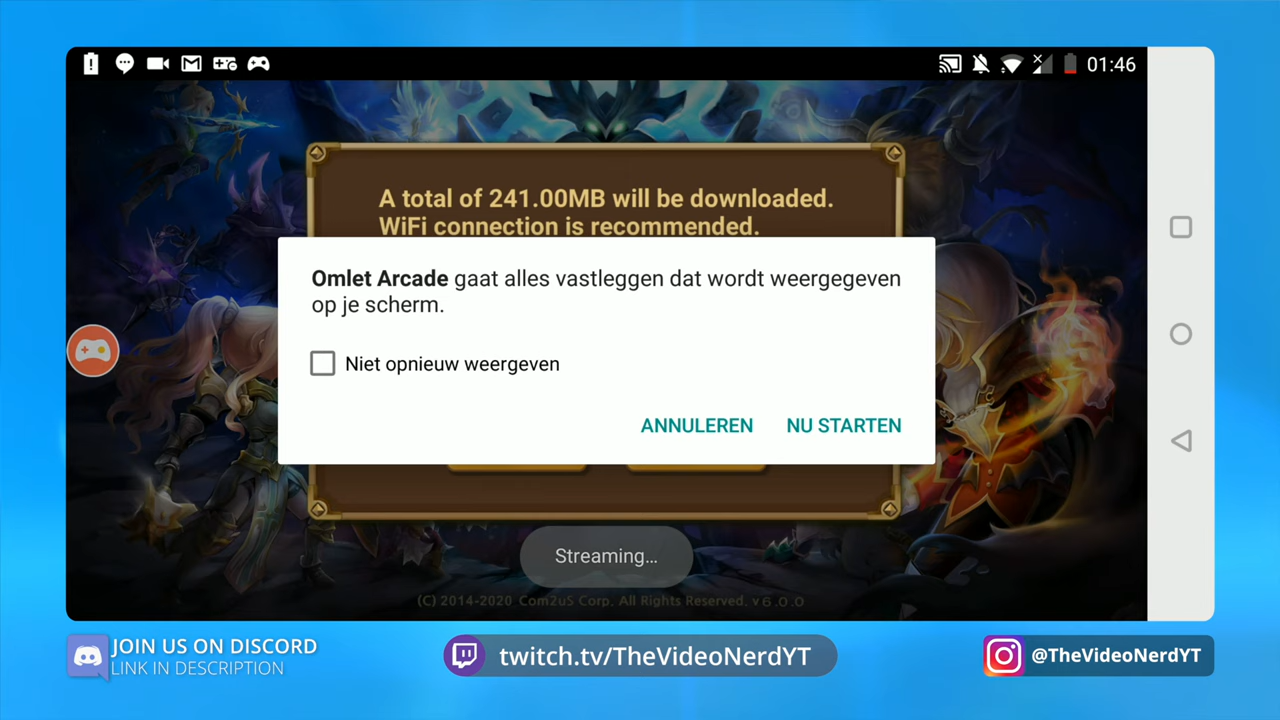 01:46
A total of 241.00MB will be downloaded.
WiFi connection is recommended.
Omlet Arcade gaat alles vastleggen dat wordt weergegeven
op je scherm.
Niet opnieuw weergeven
ANNULEREN NU STARTEN
Streaming...
(C) 2014-2020 Com2uS Corp. All Rights Reserved. v6.0.0
JOIN US ON DISCORD
LINK IN DESCRIPTION
twitch.tv/TheVideoNerdYT
@TheVideoNerdYT